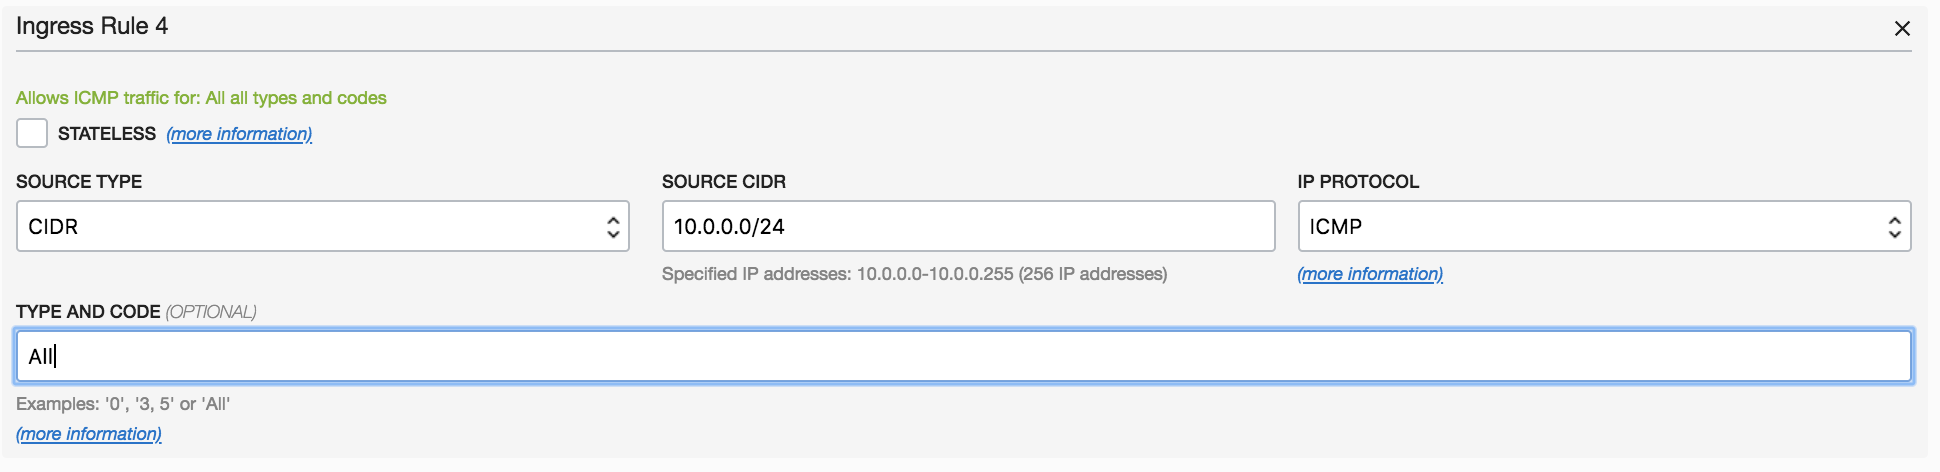 Ingress Rule 4
Allows ICMP traffic for: All all types and codes
STATELESS (more information)
SOURCE TYPE
SOURCE CIDR
IP PROTOCOL
CIDR
10.0.0.0/24
ICMP
Specified IP addresses: 10.0.0.0-10.0.0.255 (256 IP addresses)
(more information)
TYPE AND CODE (OPTIONAL)
All
Examples: '0', '3, 5' or 'All'
(more information)